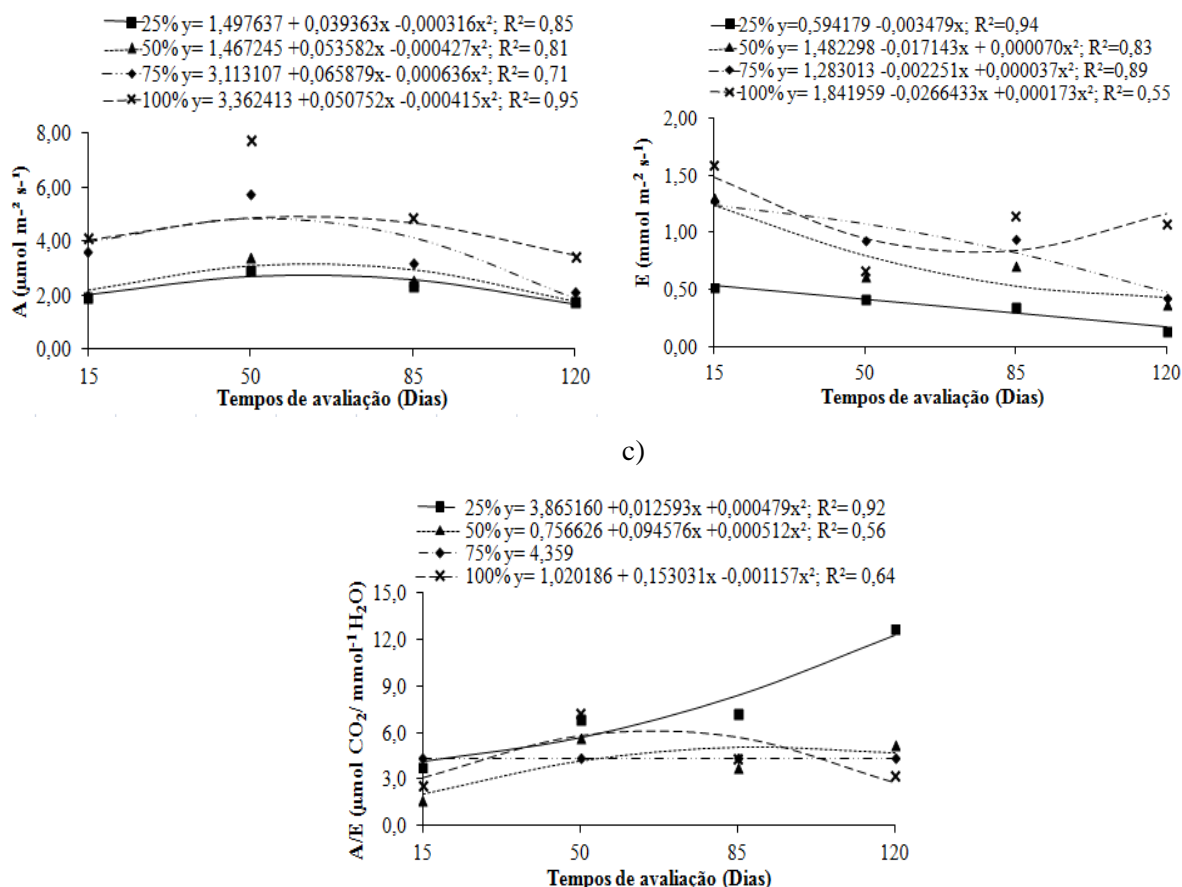 25% y= 1,497637 + 0,039363x -0,000316x²; R²= 0,85
50% y= 1,467245 +0,053582x -0,000427x²; R²= 0,81
75% y= 3,113107 +0,065879x- 0,000636x²; R²= 0,71
100% y= 3,362413 +0,050752x -0,000415x²; R²= 0,95
8,00
6,00
4,00
2,00
0,00
A (µmol m-² s-¹)
15 50 85 120
Tempos de avaliação (Dias)
25% y=0,594179 -0,003479x; R²= 0,94
50% y= 1,482298 -0,017143x + 0,000070x²; R²= 0,83
75% y= 1,283013 -0,002251x +0,000037x²; R²= 0,89
100% y= 1,841959 -0,0266433x +0,000173x²; R²= 0,55
2,00
1,50
1,00
0,50
0,00
E (mmol m-² s-¹)
15 50 85 120
Tempos de avaliação (Dias)
c)
25% y= 3,865160 +0,012593x +0,000479x²; R²= 0,92
50% y= 0,756626 +0,094576x +0,000512x²; R²= 0,56
75% y= 4,359
100% y= 1,020186 + 0,153031x -0,001157x²; R²= 0,64
15,0
12,0
9,0
6,0
3,0
0,0
A/E (µmol CO₂/ mmol⁻¹ H₂O)
15 50 85 120
Tempos de avaliação (Dias)